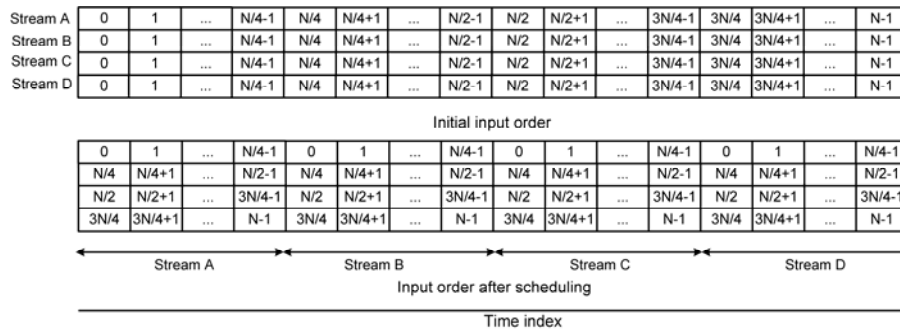 Stream A 0 1 ... N/4-1 N/4 N/4+1 ... N/2-1 N/2 N/2+1 ... 3N/4-1 3N/4 3N/4+1 ... N-1
Stream B 0 1 ... N/4-1 N/4 N/4+1 ... N/2-1 N/2 N/2+1 ... 3N/4-1 3N/4 3N/4+1 ... N-1
Stream C 0 1 ... N/4-1 N/4 N/4+1 ... N/2-1 N/2 N/2+1 ... 3N/4-1 3N/4 3N/4+1 ... N-1
Stream D 0 1 ... N/4-1 N/4 N/4+1 ... N/2-1 N/2 N/2+1 ... 3N/4-1 3N/4 3N/4+1 ... N-1
Initial input order
0 1 ... N/4-1 0 1 ... N/4-1 0 1 ... N/4-1 0 1 ... N/4-1
N/4 N/4+1 ... N/2-1 N/4 N/4+1 ... N/2-1 N/4 N/4+1 ... N/2-1 N/4 N/4+1 ... N/2-1
N/2 N/2+1 ... 3N/4-1 N/2 N/2+1 ... 3N/4-1 N/2 N/2+1 ... 3N/4-1 N/2 N/2+1 ... 3N/4-1
3N/4 3N/4+1 ... N-1 3N/4 3N/4+1 ... N-1 3N/4 3N/4+1 ... N-1 3N/4 3N/4+1 ... N-1
Stream A Stream B Stream C Stream D
Input order after scheduling
Time index